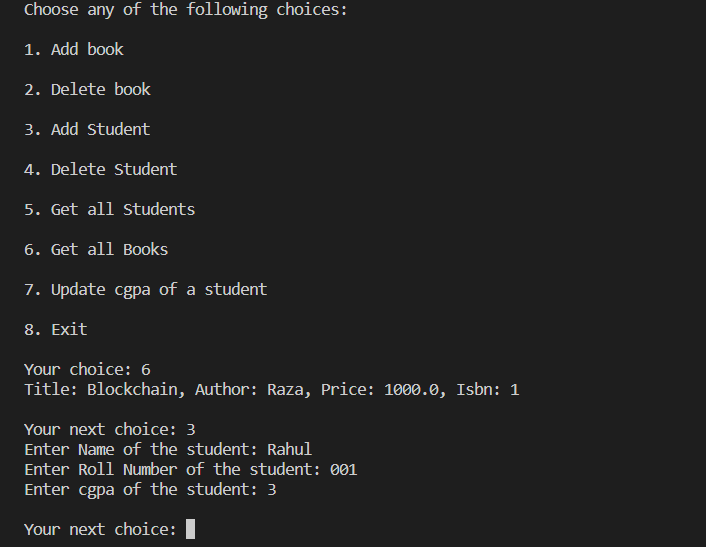 Choose any of the following choices:
1. Add book
2. Delete book
3. Add Student
4. Delete Student
5. Get all Students
6. Get all Books
7. Update cgpa of a student
8. Exit
Your choice: 6
Title: Blockchain, Author: Raza, Price: 1000.0, Isbn: 1
Your next choice: 3
Enter Name of the student: Rahul
Enter Roll Number of the student: 001
Enter cgpa of the student: 3
Your next choice: